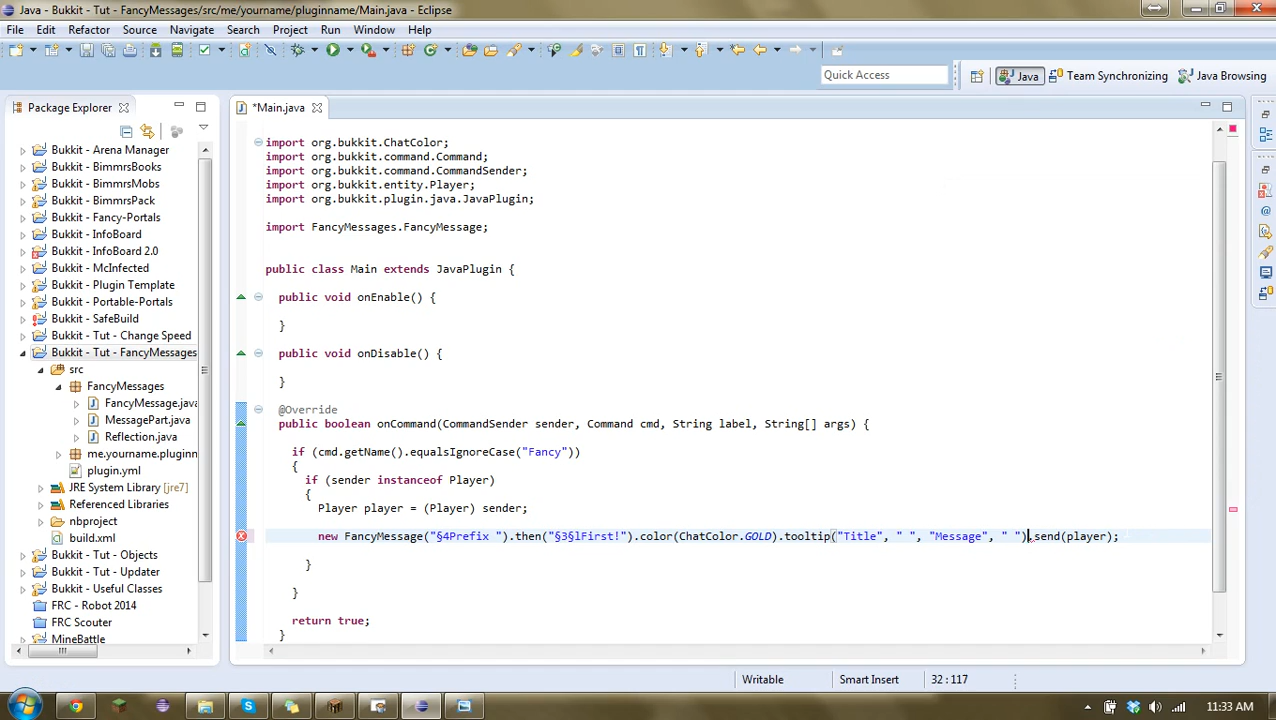 Java - Bukkit - Tut - FancyMessages/src/me/yourname/pluginname/Main.java - Eclipse
File Edit Refactor Source Navigate Search Project Run Window Help
Quick Access
Java
Team Synchronizing
Java Browsing
Package Explorer
*Main.java
Bukkit - Arena Manager
Bukkit - BimmrsBooks
Bukkit - BimmrsMobs
Bukkit - BimmrsPack
Bukkit - Fancy-Portals
Bukkit - InfoBoard
Bukkit - InfoBoard 2.0
Bukkit - McInfected
Bukkit - Plugin Template
Bukkit - Portable-Portals
Bukkit - SafeBuild
Bukkit - Tut - Change Speed
Bukkit - Tut - FancyMessages
src
FancyMessages
FancyMessage.java
MessagePart.java
Reflection.java
me.yourname.pluginn
plugin.yml
JRE System Library [jre7]
Referenced Libraries
nbproject
build.xml
Bukkit - Tut - Objects
Bukkit - Tutorial
Bukkit - Useful Classes
FRC - Robot 2014
FRC Scouter
MineBattle
import org.bukkit.ChatColor;
import org.bukkit.command.Command;
import org.bukkit.command.CommandSender;
import org.bukkit.entity.Player;
import org.bukkit.plugin.java.JavaPlugin;
import FancyMessages.FancyMessage;
public class Main extends JavaPlugin {
public void onEnable() {
}
public void onDisable() {
}
@Override
public boolean onCommand(CommandSender sender, Command cmd, String label, String[] args) {
if (cmd.getName().equalsIgnoreCase("Fancy"))
{
if (sender instanceof Player)
{
Player player = (Player) sender;
new FancyMessage("§4Prefix ").then("§3§lFirst!").color(ChatColor.GOLD).tooltip("Title", " ", "Message", " ").send(player);
}
}
return true;
}
Writable
Smart Insert
32 : 117
11:33 AM